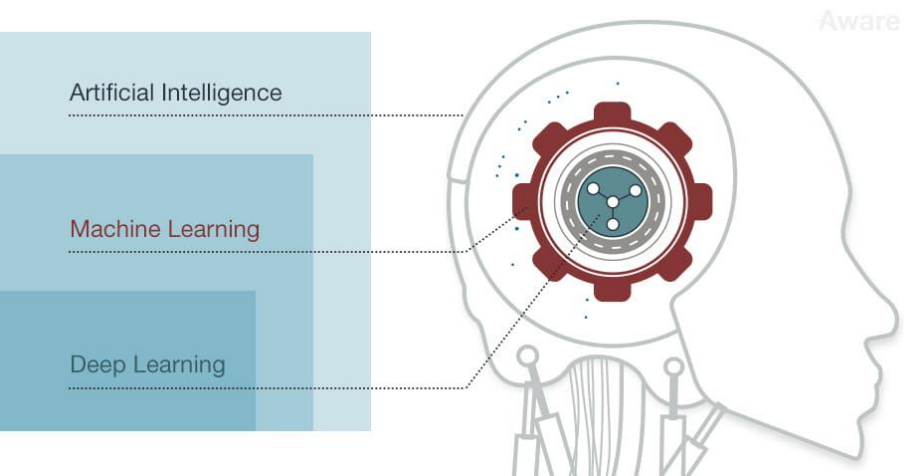 Aware
Artificial Intelligence
Machine Learning
Deep Learning